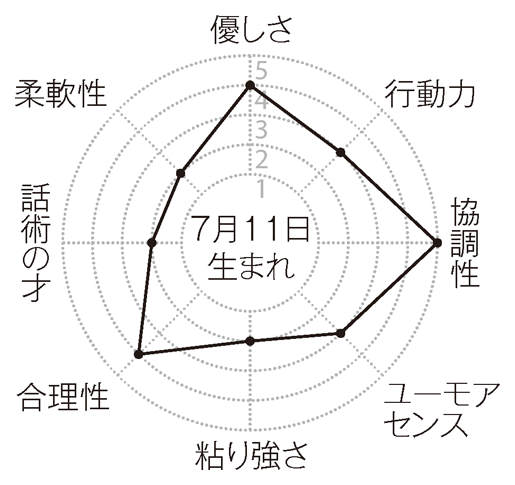 優しさ
行動力
協調性
ユーモア
センス
粘り強さ
合理性
話術の才
柔軟性
5
4
3
2
1
7月11日
生まれ